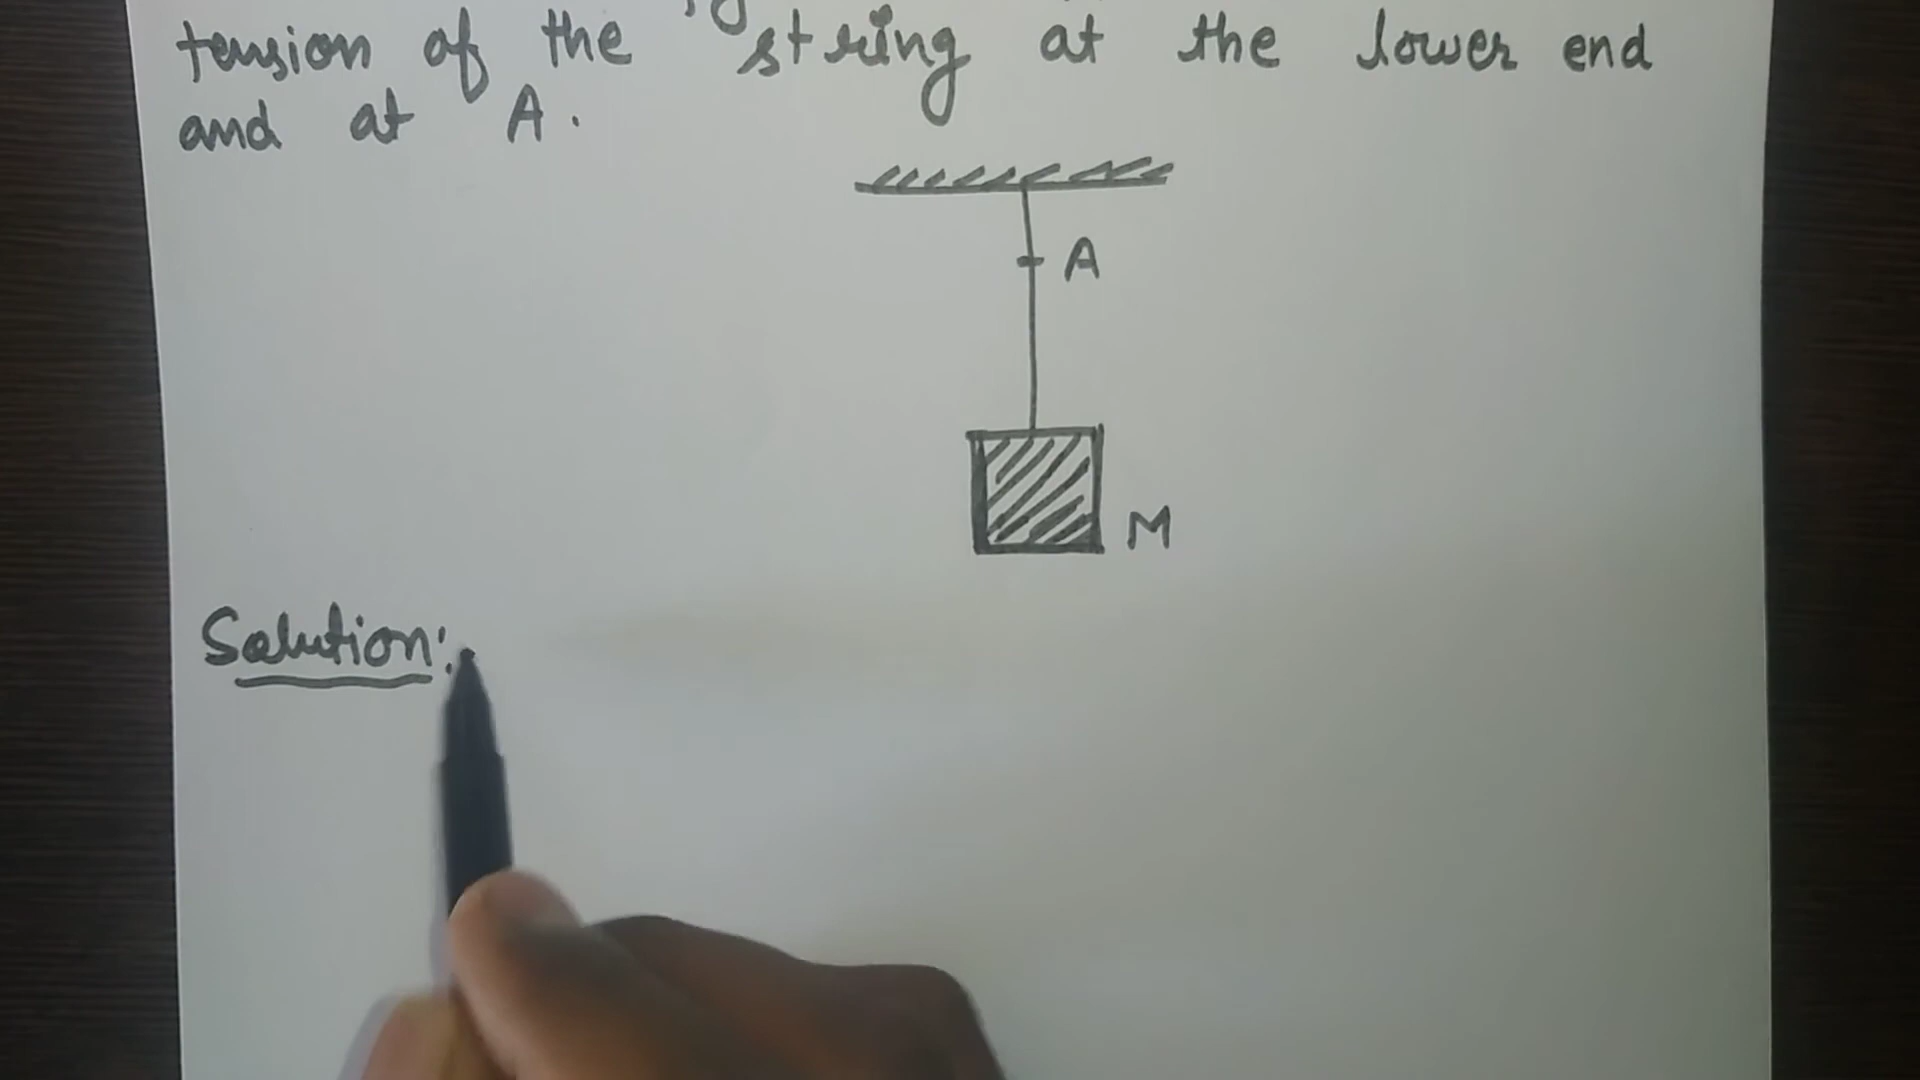 tension of the string at the lower end
and at A.
A
M
Solution: